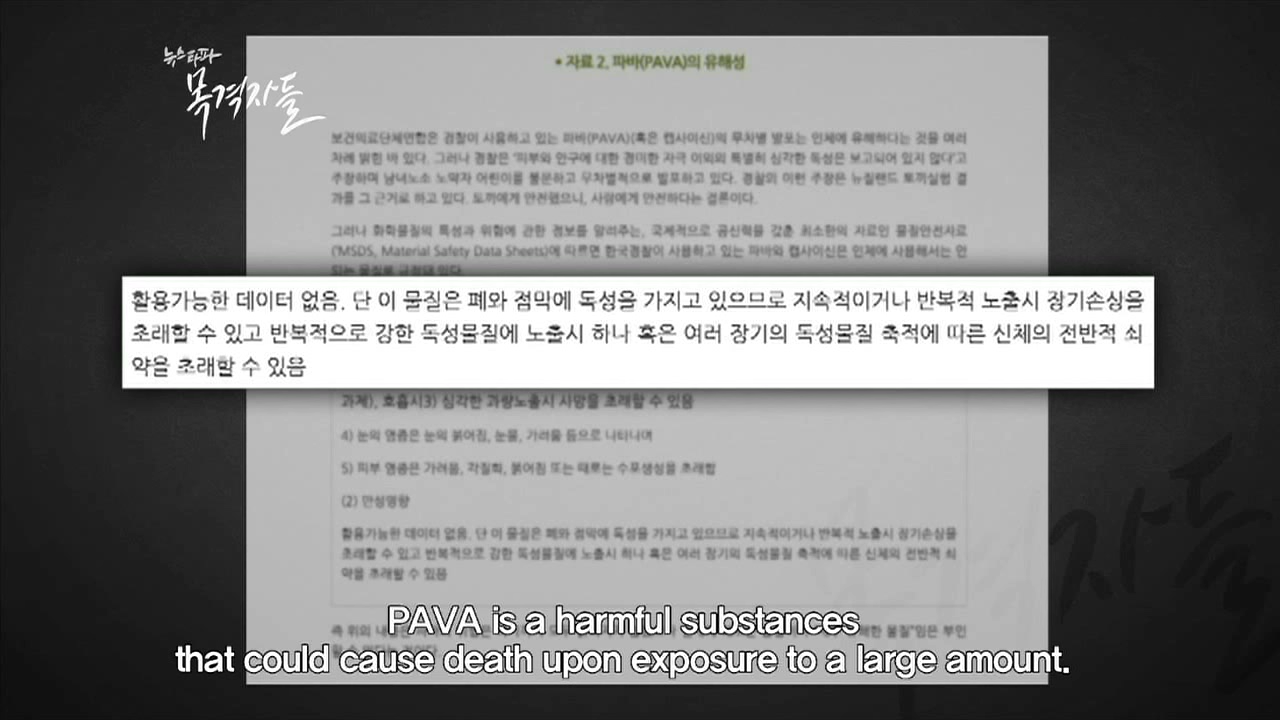 뉴스타파
목격자들
• 자료 2. 파바(PAVA)의 유해성
보건의료단체연합은 경찰이 사용하고 있는 파바(PAVA)(혹은 캡사이신)의 무차별 발포는 인체에 유해하다는 것을 여러
차례 밝힌 바 있다. 그러나 경찰은 '피부와 안구에 대한 경미한 자극 이외의 특별히 심각한 독성은 보고되어 있지 않다'고
주장하며 남녀노소 노약자 어린이를 불문하고 무차별적으로 발포하고 있다. 경찰의 이런 주장은 뉴질랜드 토끼실험 결
과를 그 근거로 하고 있다. 토끼에게 안전했으니, 사람에게 안전하다는 결론이다.
그러나 화학물질의 특성과 위험에 관한 정보를 알려주는, 국제적으로 공신력을 갖춘 최소한의 자료인 물질안전자료
('MSDS, Material Safety Data Sheets)에 따르면 한국경찰이 사용하고 있는 파바와 캡사이신은 인체에 사용해서는 안
되는 물질로 규정돼 있다.
활용가능한 데이터 없음. 단 이 물질은 폐와 점막에 독성을 가지고 있으므로 지속적이거나 반복적 노출시 장기손상을
초래할 수 있고 반복적으로 강한 독성물질에 노출시 하나 혹은 여러 장기의 독성물질 축적에 따른 신체의 전반적 쇠
약을 초래할 수 있음
과제), 호흡시3) 심각한 과량노출시 사망을 초래할 수 있음
4) 눈의 염증은 눈의 붉어짐, 눈물, 가려움 등으로 나타나며
5) 피부 염증은 가려움, 각질화, 붉어짐 또는 때로는 수포생성을 초래함
(2) 만성영향
활용가능한 데이터 없음. 단 이 물질은 폐와 점막에 독성을 가지고 있으므로 지속적이거나 반복적 노출시 장기손상을
초래할 수 있고 반복적으로 강한 독성물질에 노출시 하나 혹은 여러 장기의 독성물질 축적에 따른 신체의 전반적 쇠
약을 초래할 수 있음
즉 위의 내용은
PAVA is a harmful substances
that could cause death upon exposure to a large amount.